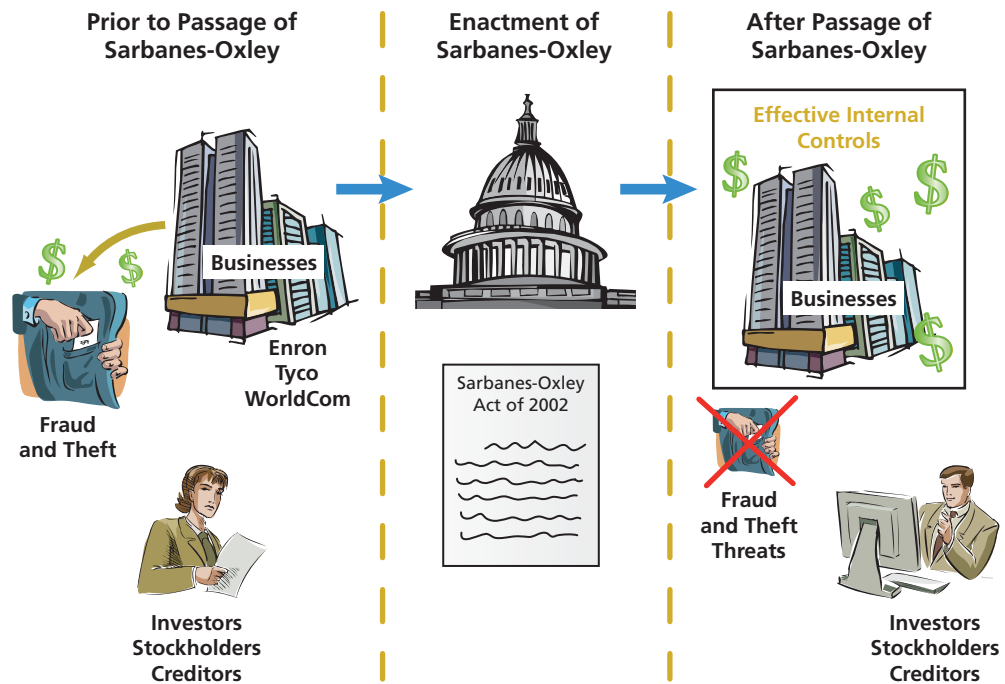 Prior to Passage of
Sarbanes-Oxley
Businesses
$
$
Enron
Tyco
WorldCom
Fraud
and Theft
Investors
Stockholders
Creditors
Enactment of
Sarbanes-Oxley
Sarbanes-Oxley
Act of 2002
After Passage of
Sarbanes-Oxley
Effective Internal
Controls
$
$
$
Businesses
$
Fraud
and Theft
Threats
Investors
Stockholders
Creditors